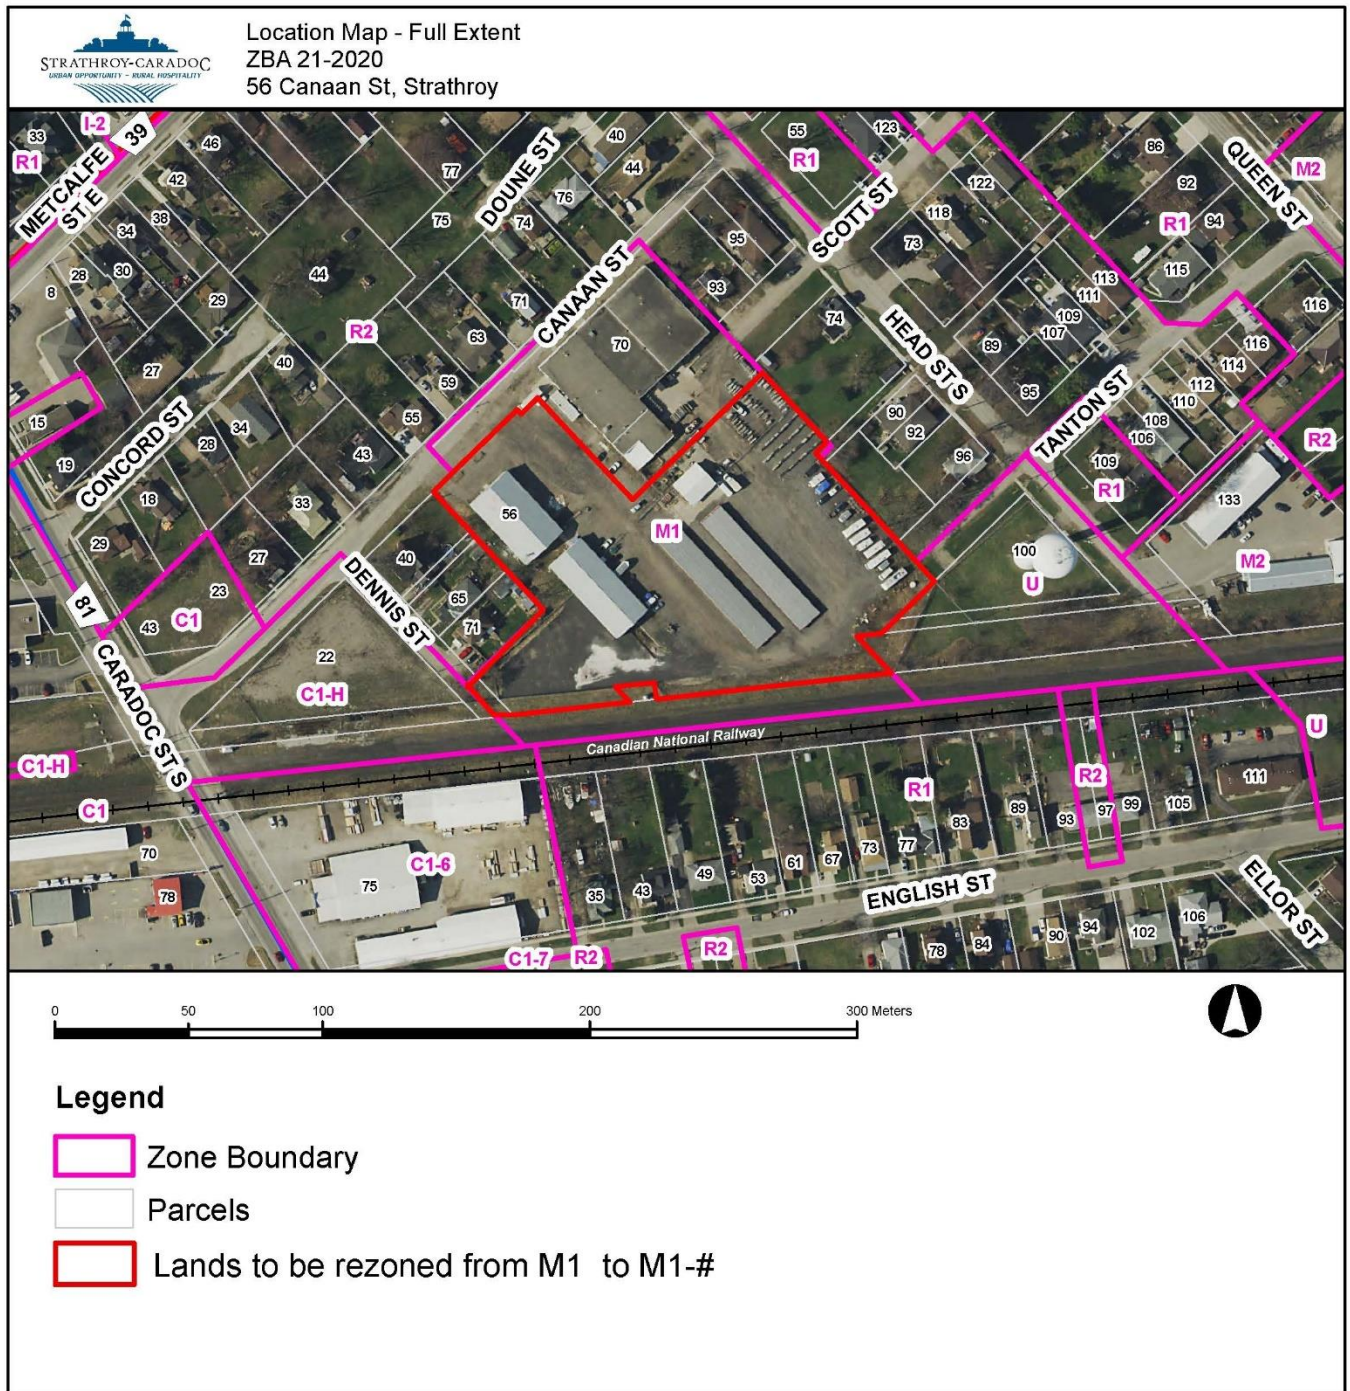 STRATHROY-CARADOC
URBAN OPPORTUNITY - RURAL HOSPITALITY
Location Map - Full Extent
ZBA 21-2020
56 Canaan St, Strathroy
I-2
39
33
R1
46
42
METCALFE
ST E
38
34
30
28
8
29
44
77
75
DOUNE ST
40
44
76
74
R2
71
63
59
55
CANAAN ST
70
95
93
55
R1
123
SCOTT ST
122
118
73
74
HEAD ST S
86
92
QUEEN ST
M2
R1
94
115
113
111
109
107
89
95
116
116
114
112
110
108
106
TANTON ST
109
R1
R2
133
M2
90
92
96
100
U
27
15
19
CONCORD ST
40
34
28
43
18
33
29
27
23
C1
43
81
CARADOC ST S
DENNIS ST
40
65
71
56
M1
22
C1-H
C1-H
C1
Canadian National Railway
70
78
75
C1-6
C1-7
R2
R2
35
43
49
53
61
67
73
77
83
89
93
97
99
105
111
R1
R2
U
ENGLISH ST
ELLOR ST
78
84
90
94
102
106
0
50
100
200
300 Meters
Legend
Zone Boundary
Parcels
Lands to be rezoned from M1 to M1-#